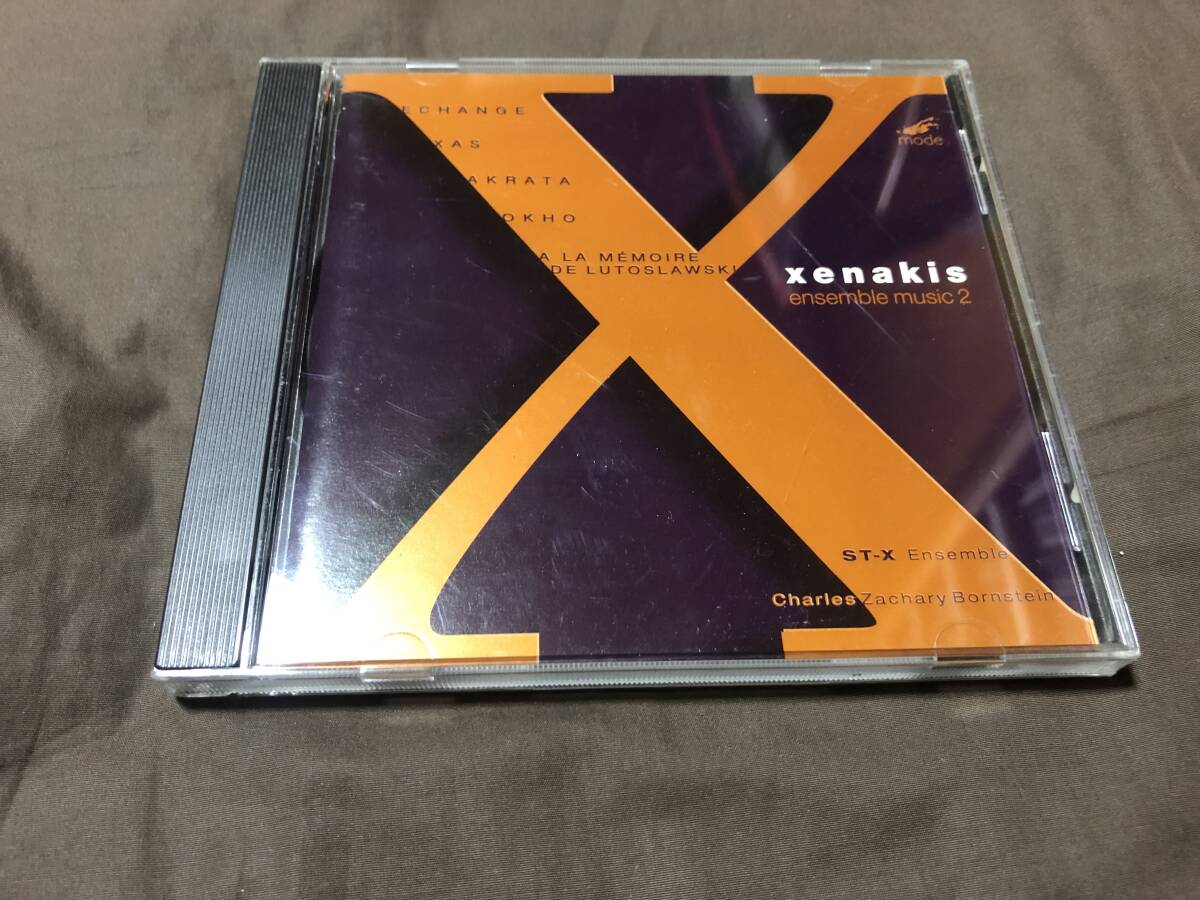 ECHANGE
XAS
AKRATA
OKHO
A LA MÉMOIRE
DE LUTOSLAWSKI
mode
xenakis
ensemble music 2
ST-X Ensemble
Charles Zachary Bornstein